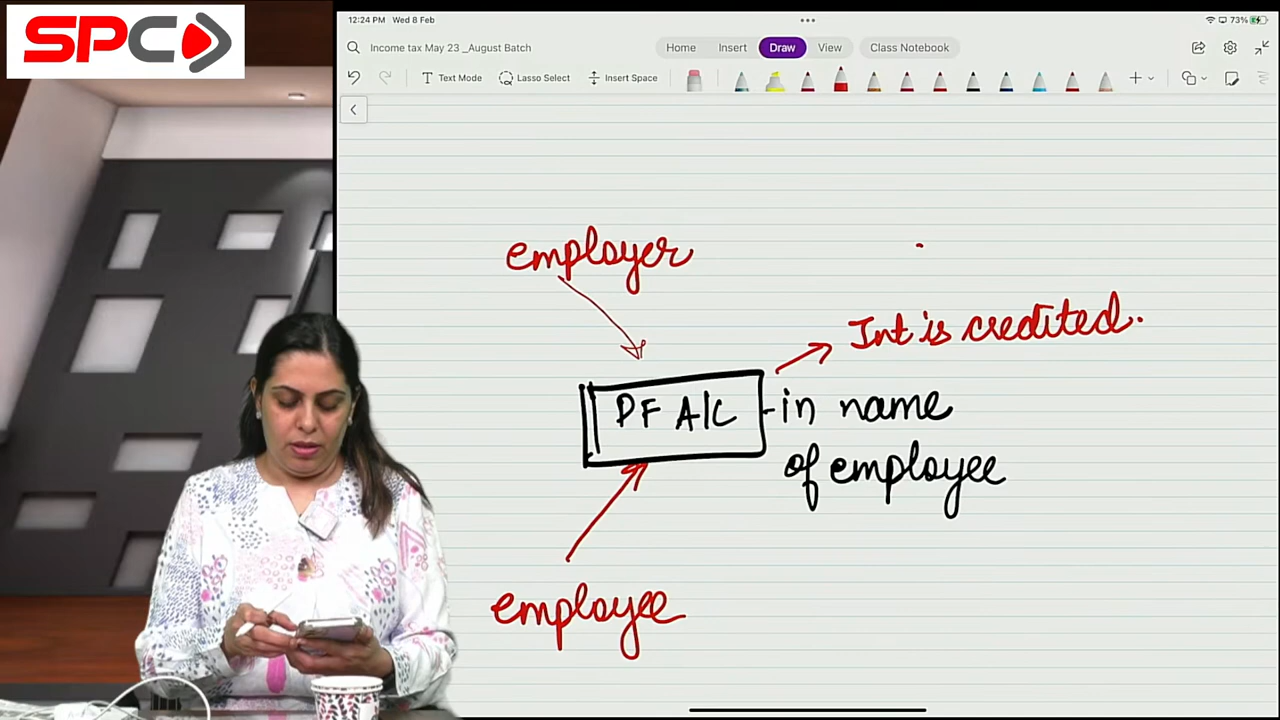 SPC
12:24 PM Wed 8 Feb
73%
Income tax May 23 _August Batch
Home Insert Draw View Class Notebook
Text Mode Lasso Select Insert Space
employer
Int is credited.
PF A/C - in name
of employee
employee